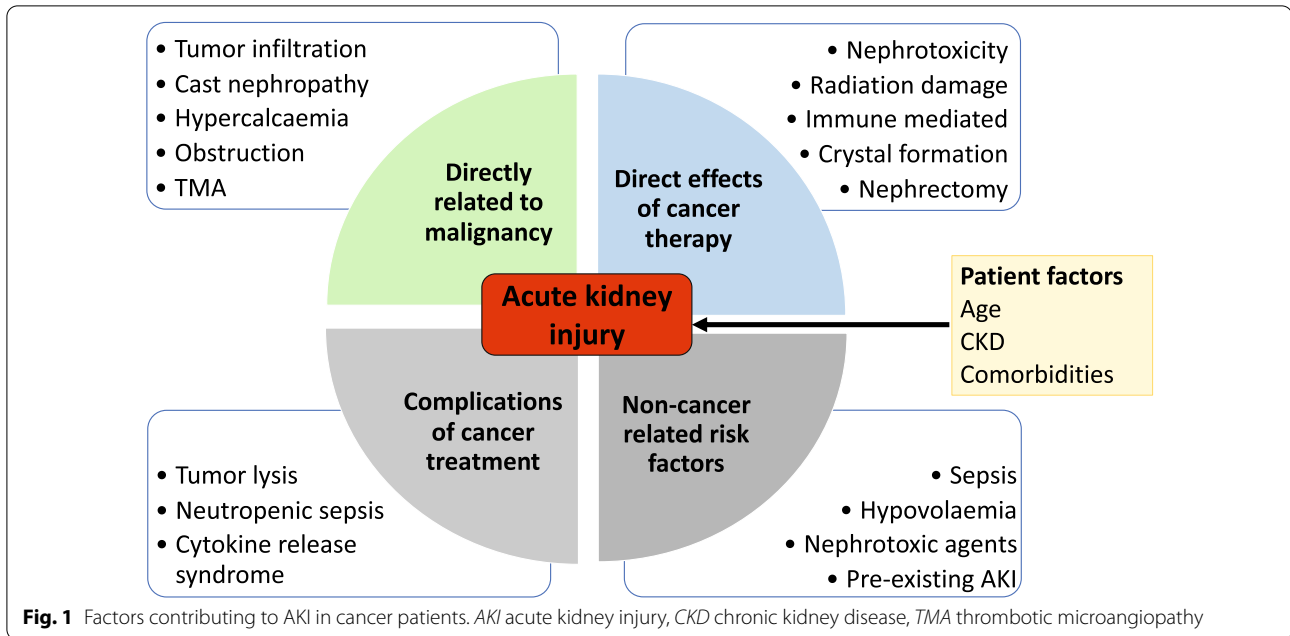 • Tumor infiltration
• Cast nephropathy
• Hypercalcaemia
• Obstruction
• TMA
Directly
related to
malignancy
• Nephrotoxicity
• Radiation damage
• Immune mediated
• Crystal formation
• Nephrectomy
Direct effects
of cancer
therapy
Acute kidney
injury
Patient factors
Age
CKD
Comorbidities
Complications
of cancer
treatment
• Tumor lysis
• Neutropenic sepsis
• Cytokine release
syndrome
Non-cancer
related risk
factors
• Sepsis
• Hypovolaemia
• Nephrotoxic agents
• Pre-existing AKI
Fig. 1 Factors contributing to AKI in cancer patients. AKI acute kidney injury, CKD chronic kidney disease, TMA thrombotic microangiopathy